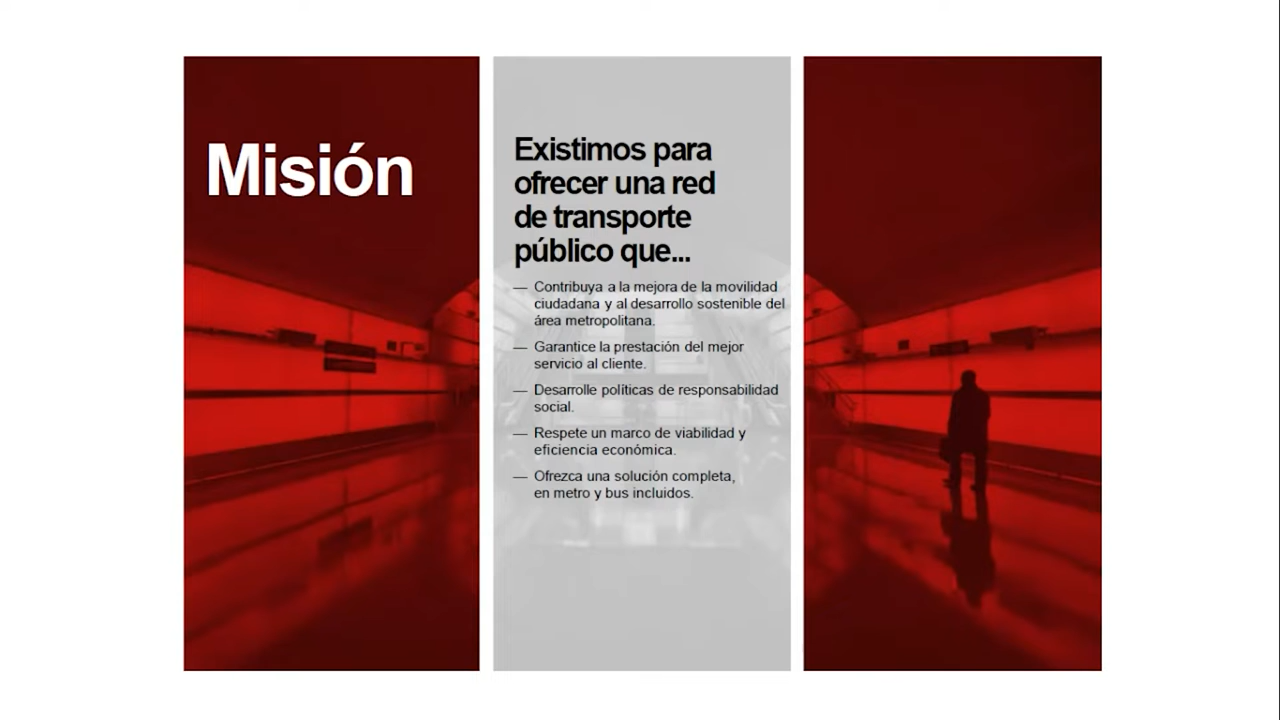 Misión
Existimos para
ofrecer una red
de transporte
público que...
— Contribuya a la mejora de la movilidad
ciudadana y al desarrollo sostenible del
área metropolitana.
— Garantice la prestación del mejor
servicio al cliente.
— Desarrolle políticas de responsabilidad
social.
— Respete un marco de viabilidad y
eficiencia económica.
— Ofrezca una solución completa,
en metro y bus incluidos.